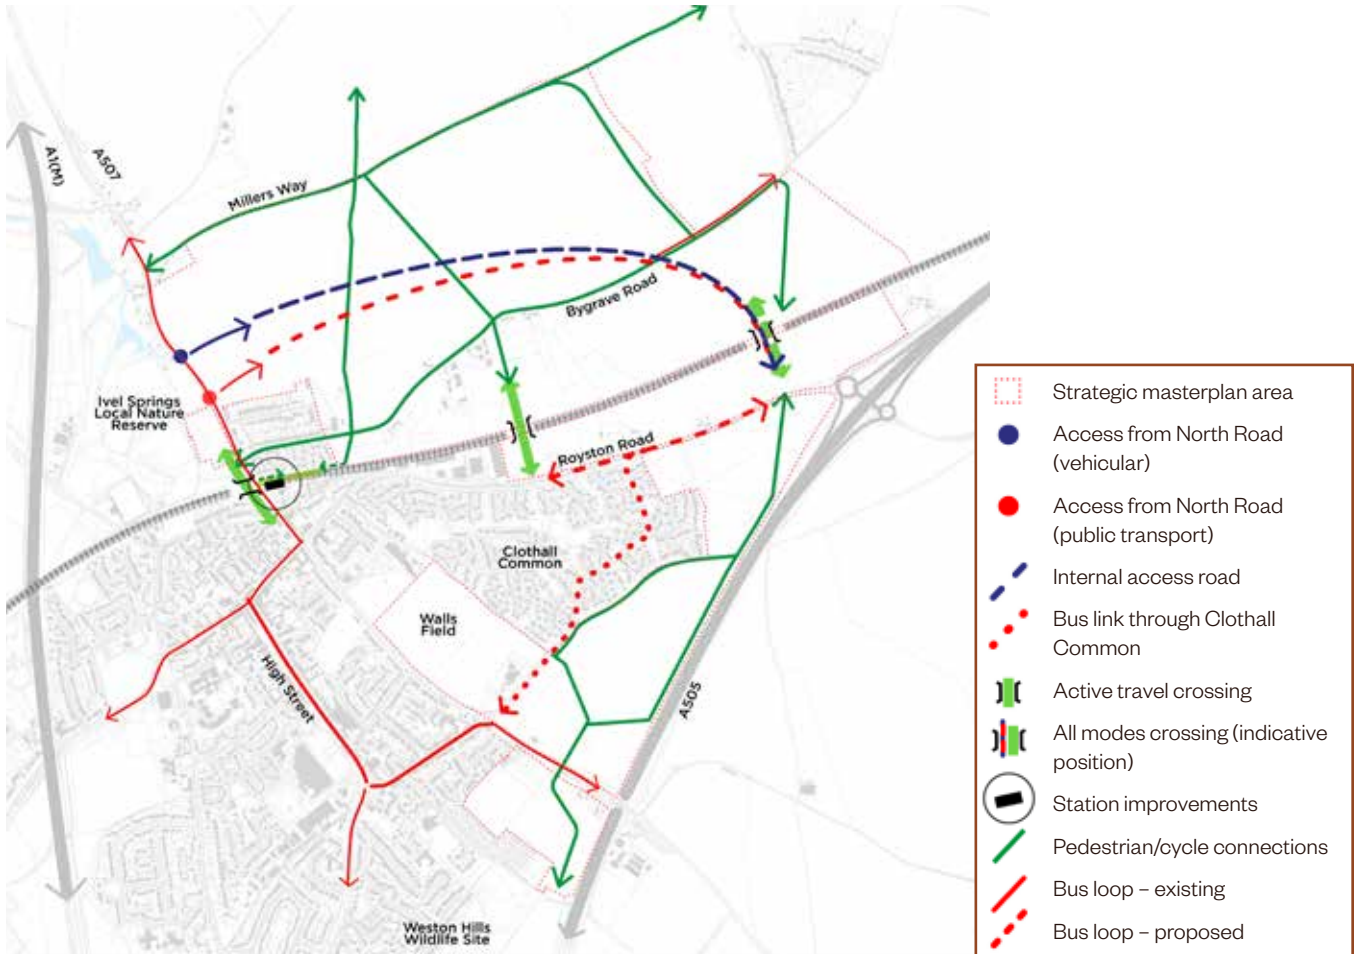 A1(M)
A507
Millers Way
Bygrave Road
Ivel Springs
Local Nature
Reserve
Royston Road
Clothall
Common
Walls
Field
High Street
A505
Weston Hills
Wildlife Site
Strategic masterplan area
Access from North Road
(vehicular)
Access from North Road
(public transport)
Internal access road
Bus link through Clothall
Common
Active travel crossing
All modes crossing (indicative
position)
Station improvements
Pedestrian/cycle connections
Bus loop – existing
Bus loop – proposed